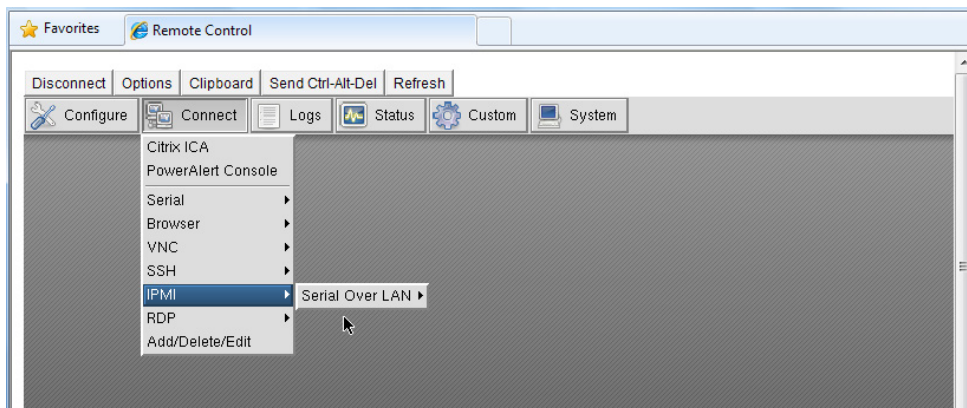 Favorites Remote Control
Disconnect Options Clipboard Send Ctrl-Alt-Del Refresh
Configure Connect Logs Status Custom System
Citrix ICA
PowerAlert Console
Serial
Browser
VNC
SSH
IPMI Serial Over LAN
RDP
Add/Delete/Edit